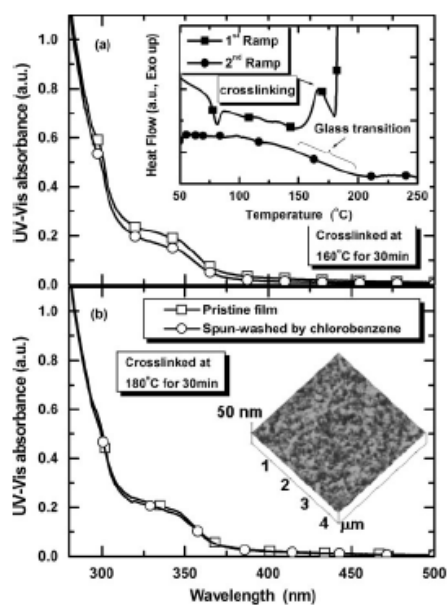 (a)
1st Ramp
2nd Ramp
crosslinking
Glass transition
Heat Flow (a.u., Exo up)
50 100 150 200 250
Temperature (°C)
Crosslinked at
160°C for 30min
UV-Vis absorbance (a.u.)
1.0
0.8
0.6
0.4
0.2
0.0
(b)
Pristine film
Spun-washed by chlorobenzene
Crosslinked at
180°C for 30min
50 nm
1
2
3
4 μm
UV-Vis absorbance (a.u.)
1.0
0.8
0.6
0.4
0.2
0.0
300 350 400 450 500
Wavelength (nm)